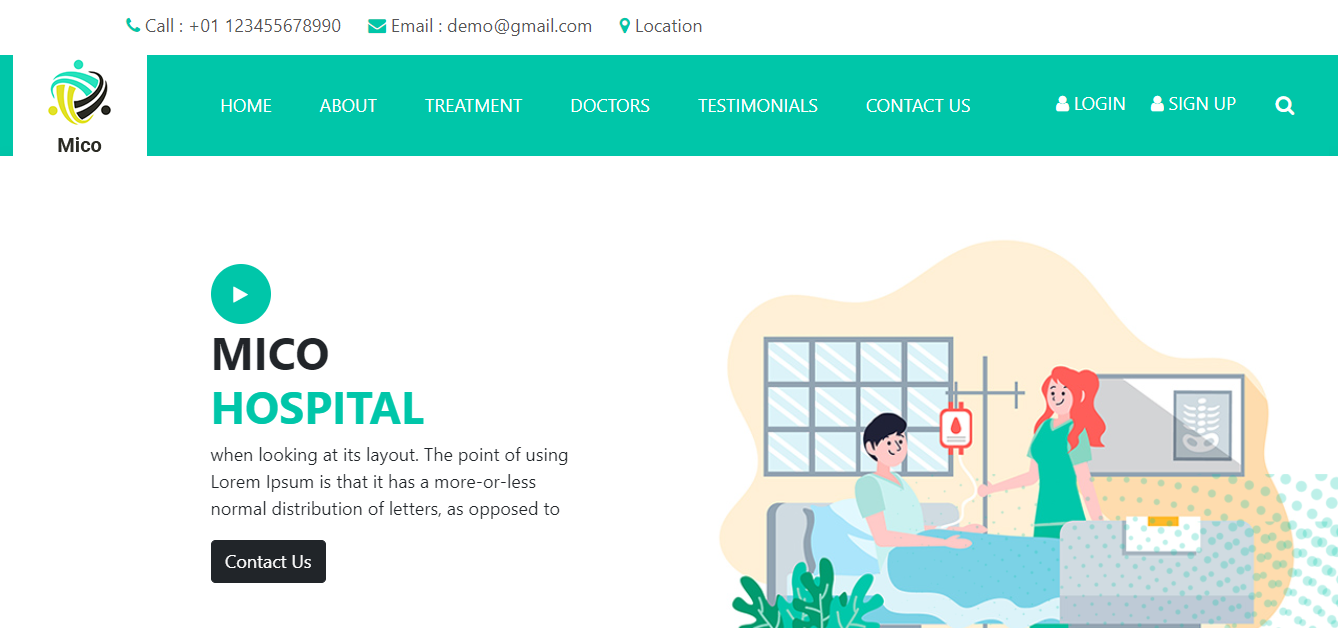 Call : +01 123455678990 Email : demo@gmail.com Location
Mico
HOME ABOUT TREATMENT DOCTORS TESTIMONIALS CONTACT US LOGIN SIGN UP
MICO
HOSPITAL
when looking at its layout. The point of using
Lorem Ipsum is that it has a more-or-less
normal distribution of letters, as opposed to
Contact Us